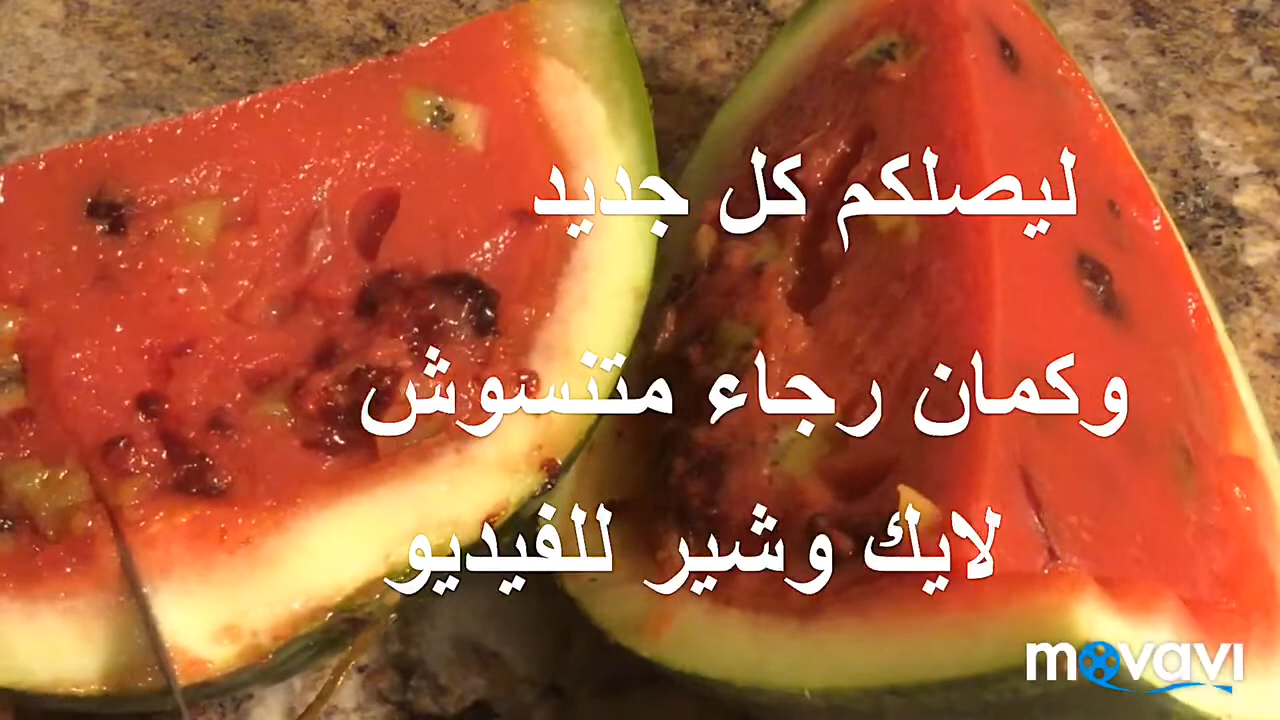 ليصلكم كل جديد
وكمان رجاء متنسوش
لايك وشير للفيديو
movavi